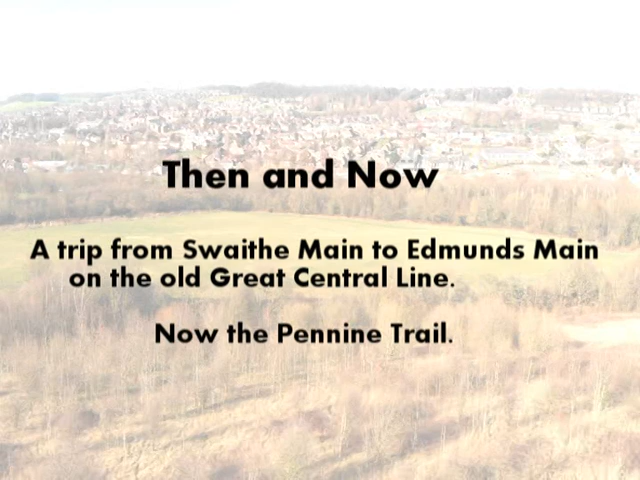 Then and Now
A trip from Swaithe Main to Edmunds Main
on the old Great Central Line.
Now the Pennine Trail.